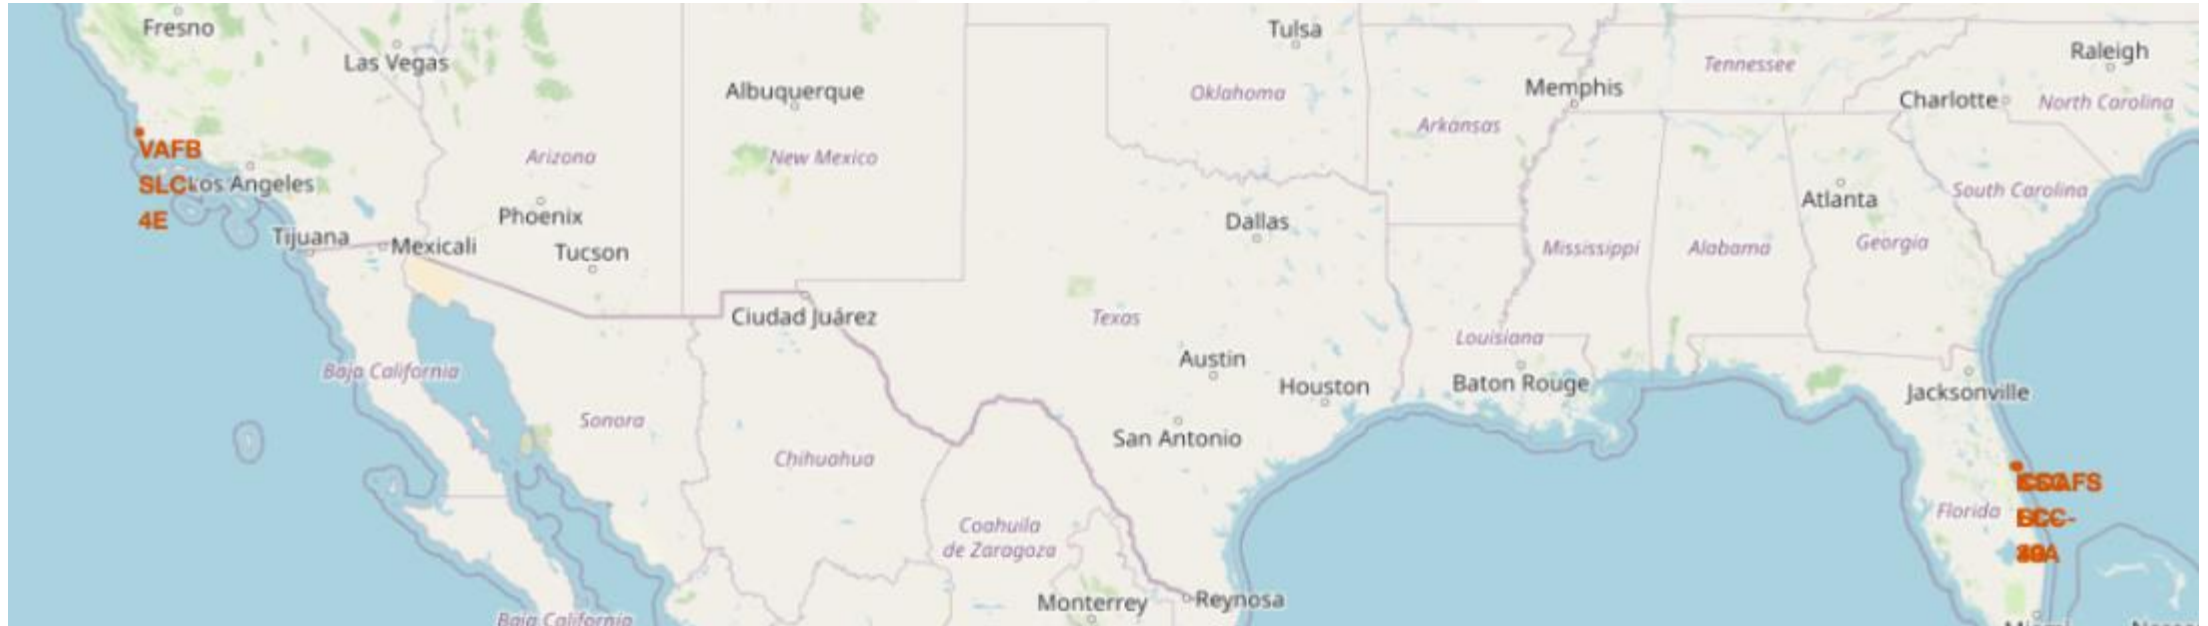 Fresno
Las Vegas
Albuquerque
Tulsa
Oklahoma
Memphis
Tennessee
Raleigh
Charlotte
North Carolina
Arkansas
VAFB
SLC-
4E
Los Angeles
Arizona
New Mexico
Phoenix
Tucson
Tijuana
Mexicali
Dallas
Atlanta
South Carolina
Mississippi
Alabama
Georgia
Ciudad Juárez
Texas
Louisiana
Austin
Houston
Baton Rouge
Jacksonville
Baja California
Sonora
Chihuahua
San Antonio
Florida
Coahuila
de Zaragoza
Monterrey
Reynosa
Baja California